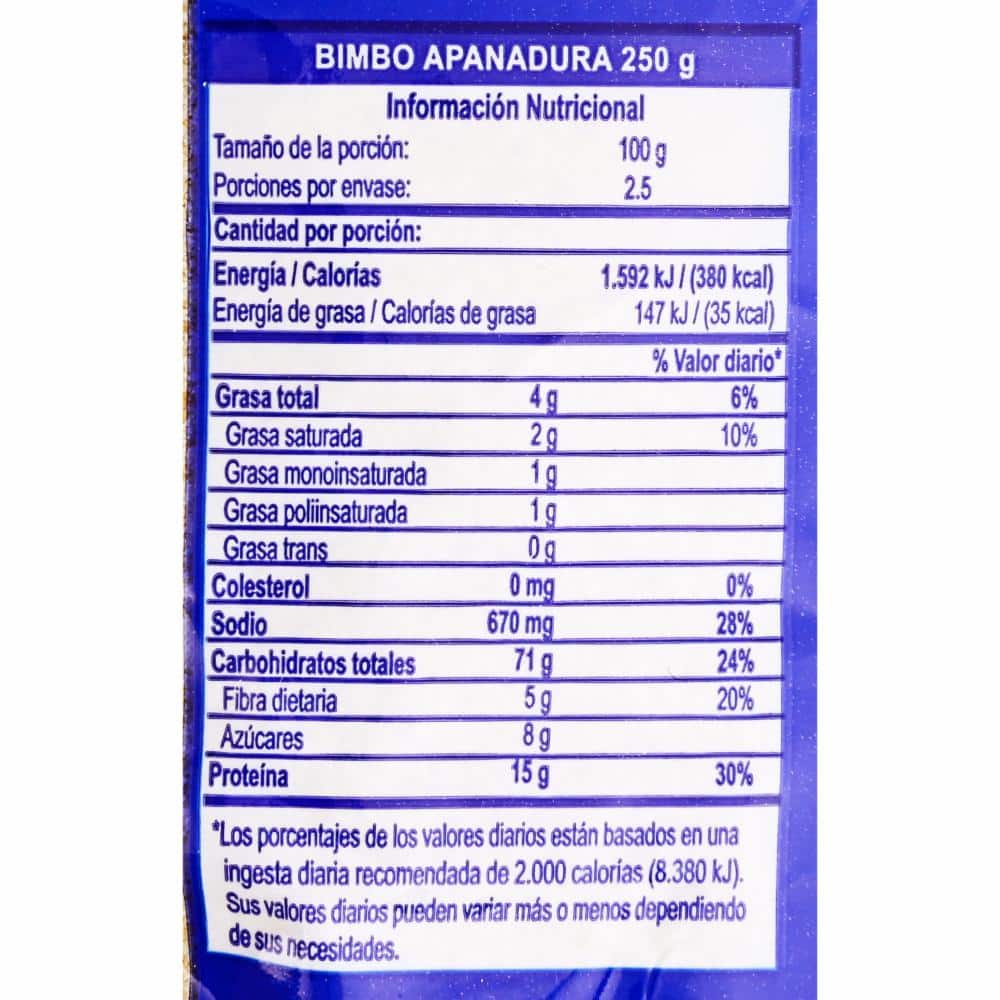 BIMBO APANADURA 250 g
Información Nutricional
Tamaño de la porción: 100 g
Porciones por envase: 2.5
Cantidad por porción:
Energía / Calorías 1.592 kJ / (380 kcal)
Energía de grasa / Calorías de grasa 147 kJ / (35 kcal)
% Valor diario*
Grasa total 4 g 6%
Grasa saturada 2 g 10%
Grasa monoinsaturada 1 g
Grasa poliinsaturada 1 g
Grasa trans 0 g
Colesterol 0 mg 0%
Sodio 670 mg 28%
Carbohidratos totales 71 g 24%
Fibra dietaria 5 g 20%
Azúcares 8 g
Proteína 15 g 30%
*Los porcentajes de los valores diarios están basados en una
ingesta diaria recomendada de 2.000 calorías (8.380 kJ).
Sus valores diarios pueden variar más o menos dependiendo
de sus necesidades.